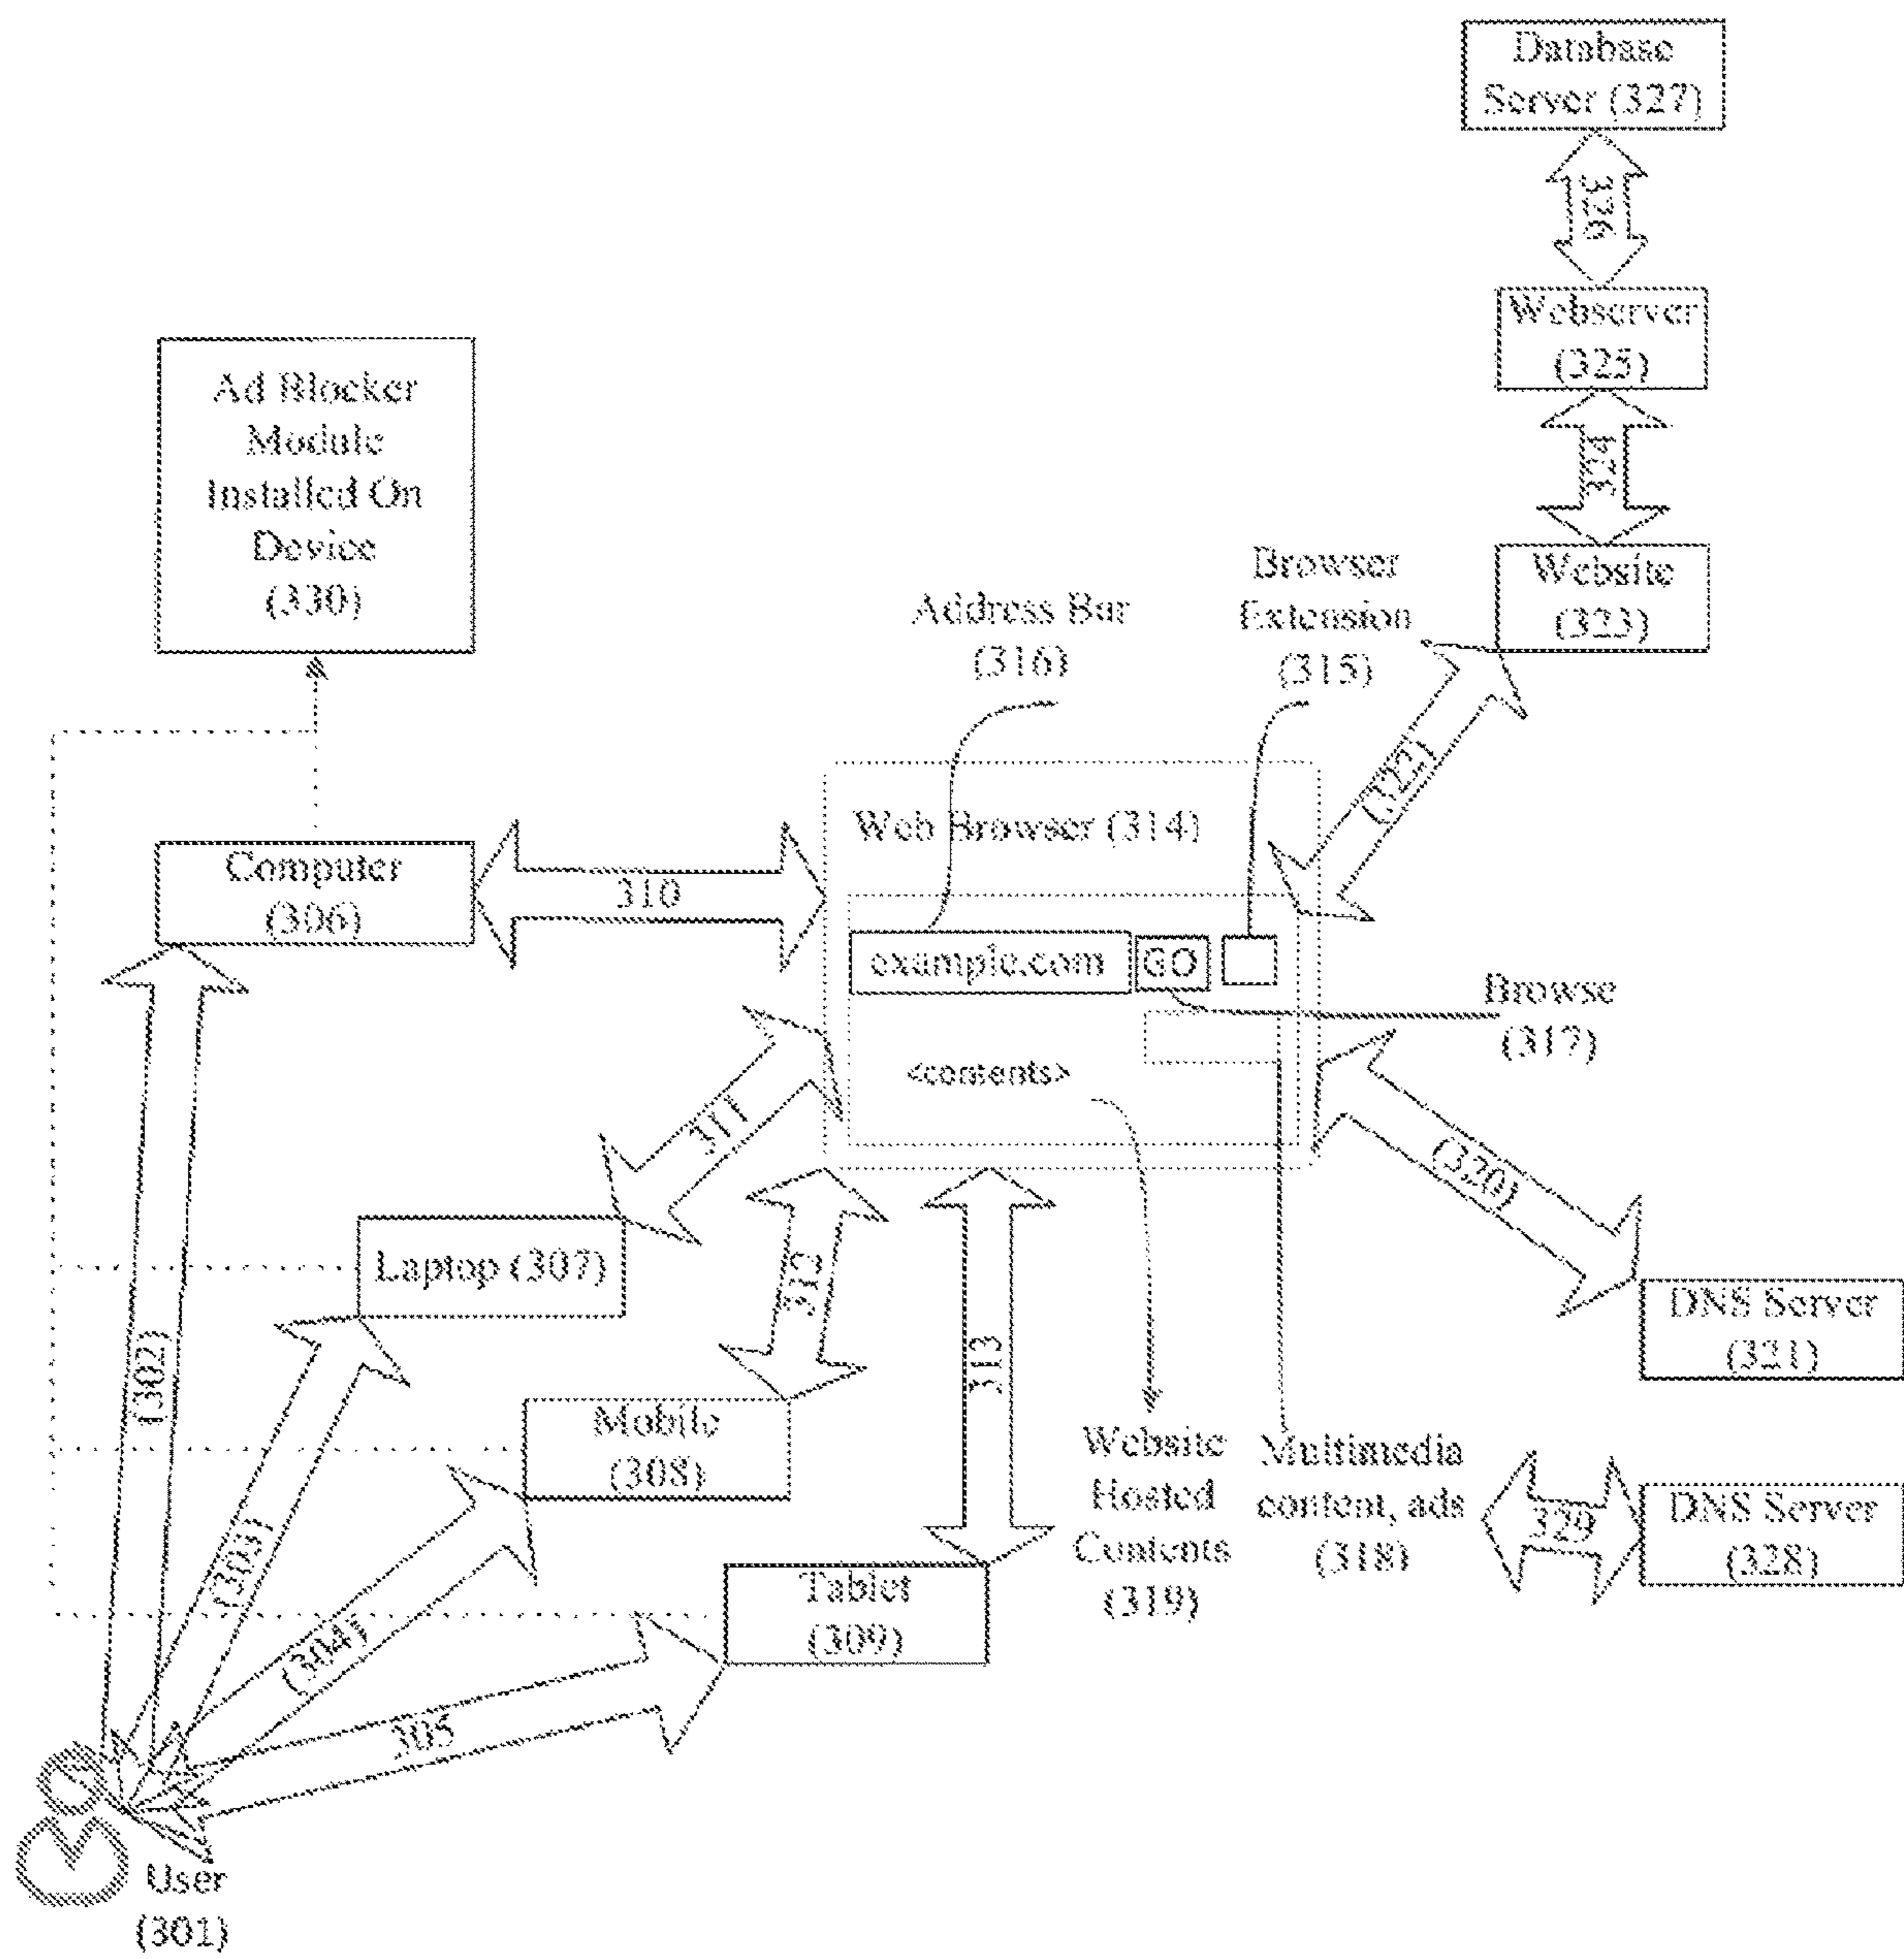 Database
Server (327)
326
Webserver
(325)
324
Website
(323)
Ad Blocker
Module
Installed On
Device
(330)
Address Bar
(316)
Browser
Extension
(315)
(322)
Web Browser (314)
Computer
(306)
310
example.com
GO
Browse
(317)
<contents>
311
(320)
Laptop (307)
312
313
DNS Server
(321)
(302)
(303)
Mobile
(308)
Website
Hosted
Contents
(319)
Multimedia
content, ads
(318)
329
DNS Server
(328)
(304)
Tablet
(309)
305
User
(301)